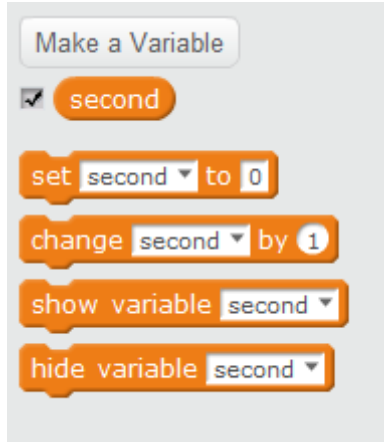 Make a Variable
second
set second to 0
change second by 1
show variable second
hide variable second